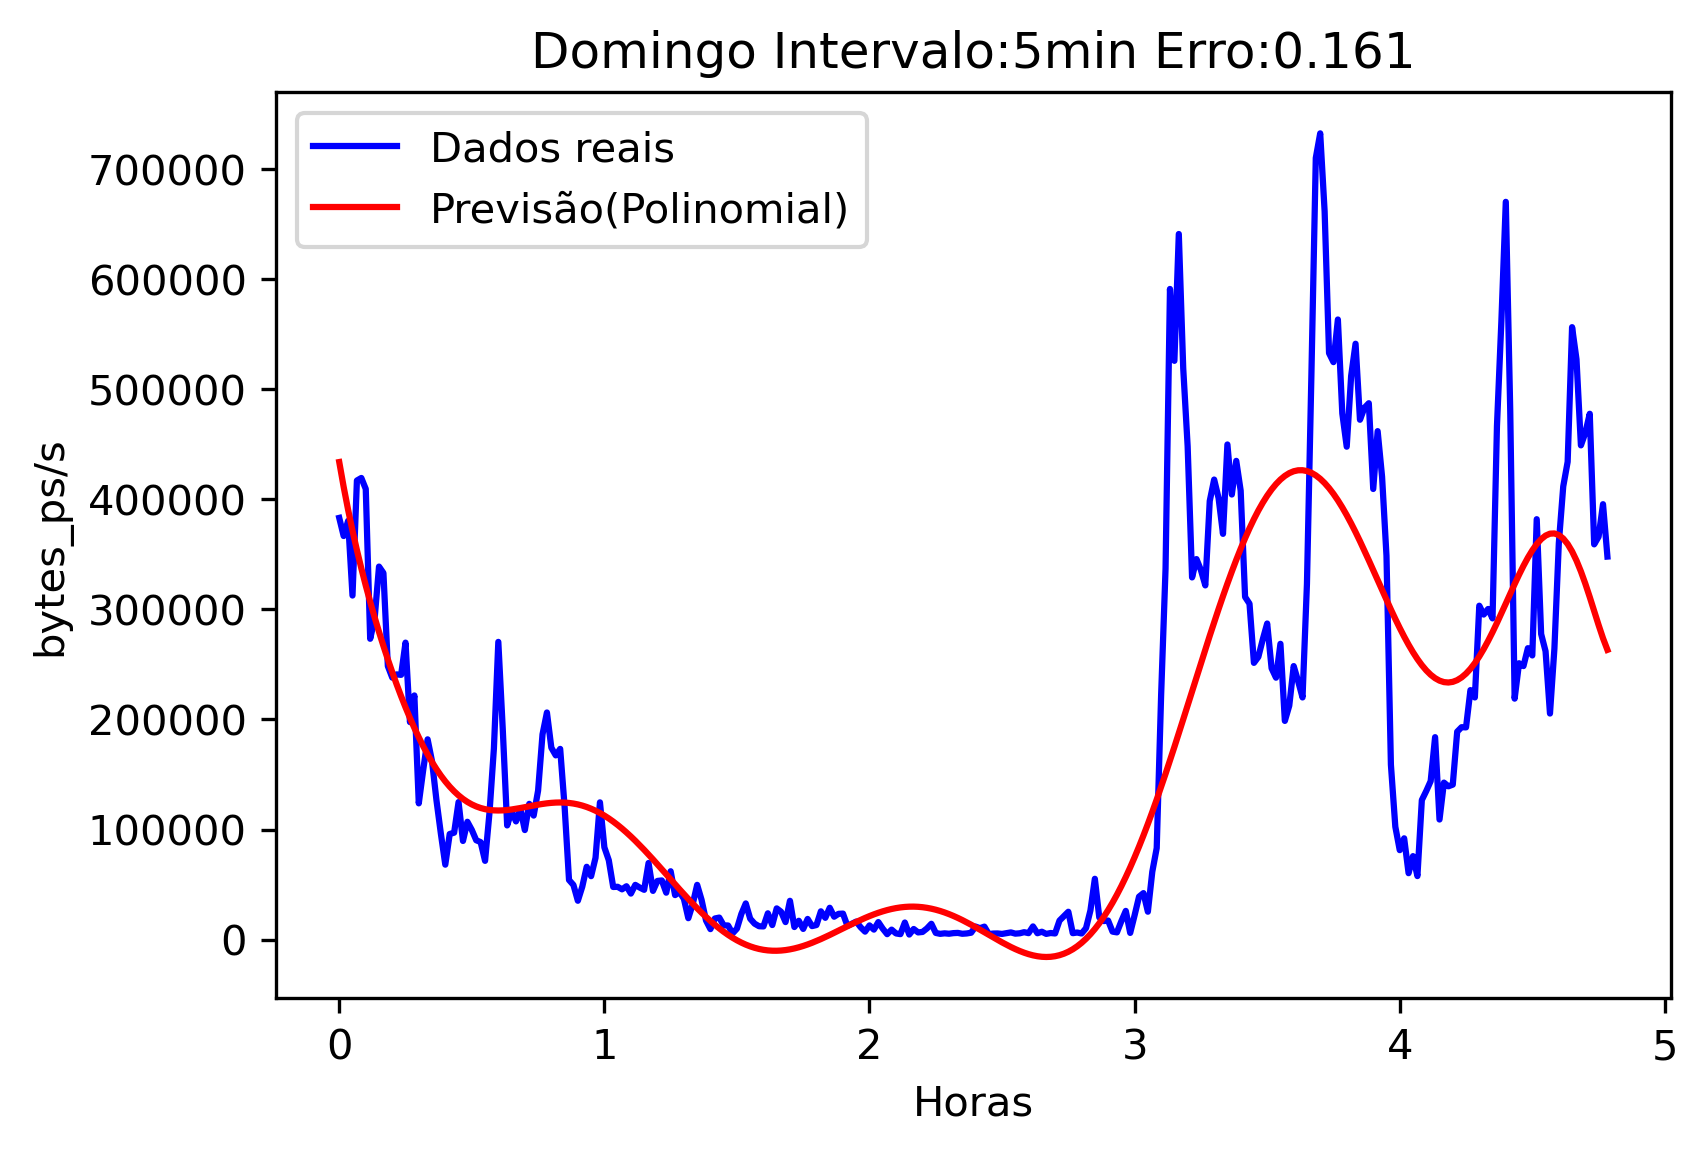 Domingo Intervalo:5min Erro:0.161
Dados reais
Previsão(Polinomial)
700000
600000
500000
400000
300000
200000
100000
0
bytes_ps/s
0 1 2 3 4 5
Horas